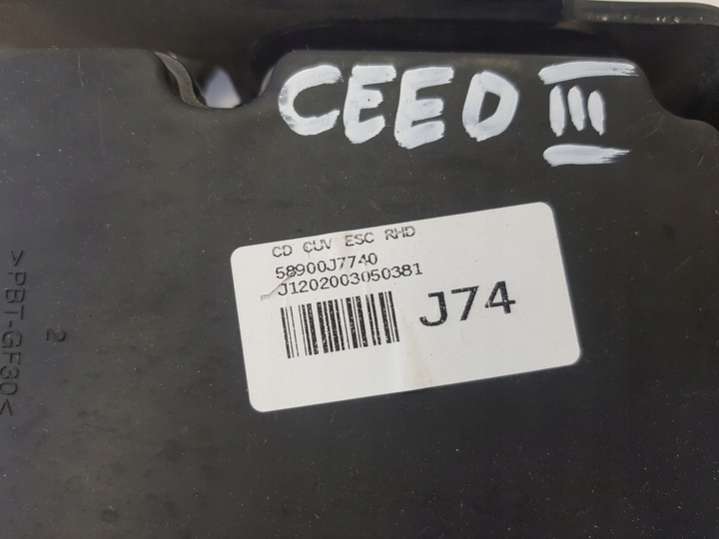 CEED III
CD CUV ESC RHD
58900J7740
J1202003050381
J74
>PBT-GF30<
2